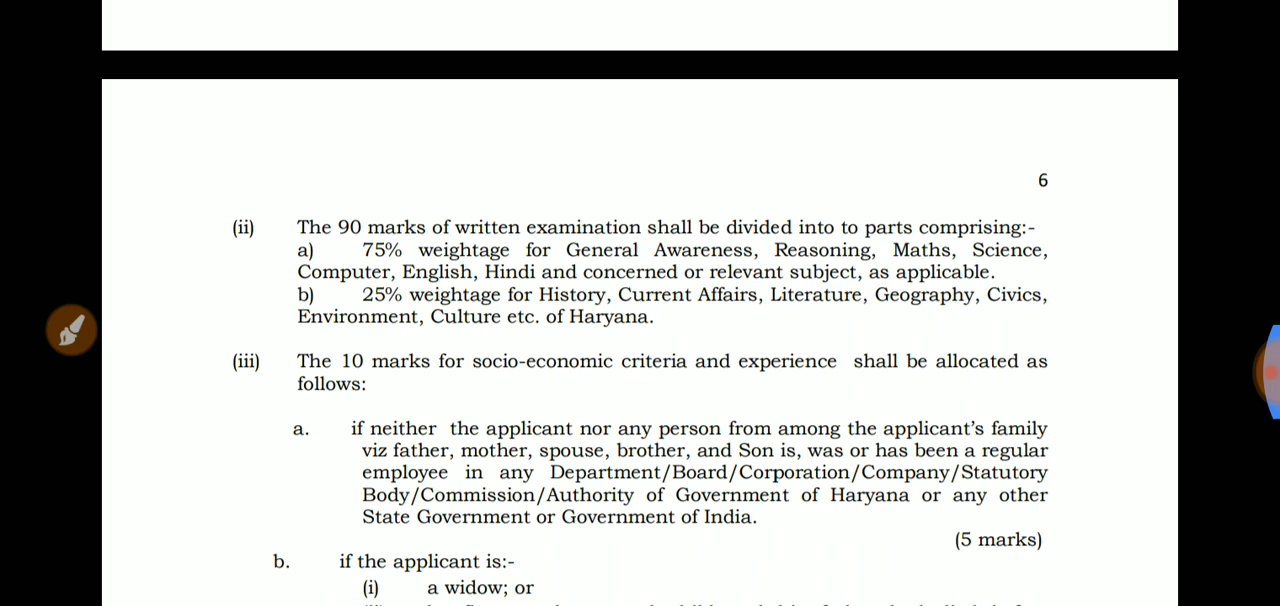 6
(ii) The 90 marks of written examination shall be divided into to parts comprising:-
a) 75% weightage for General Awareness, Reasoning, Maths, Science,
Computer, English, Hindi and concerned or relevant subject, as applicable.
b) 25% weightage for History, Current Affairs, Literature, Geography, Civics,
Environment, Culture etc. of Haryana.
(iii) The 10 marks for socio-economic criteria and experience shall be allocated as
follows:
a. if neither the applicant nor any person from among the applicant's family
viz father, mother, spouse, brother, and Son is, was or has been a regular
employee in any Department/Board/Corporation/Company/Statutory
Body/Commission/Authority of Government of Haryana or any other
State Government or Government of India.
(5 marks)
b. if the applicant is:-
(i) a widow; or